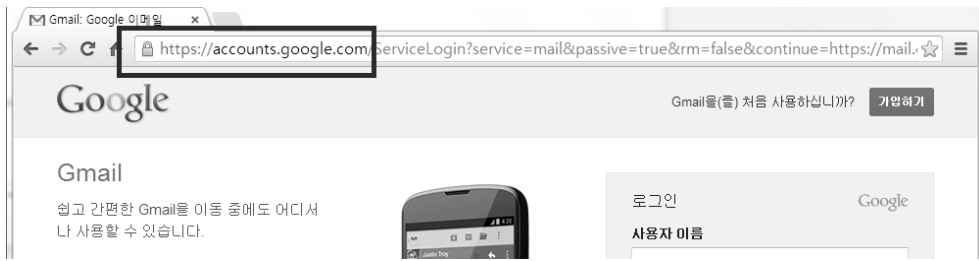 Gmail: Google 이메일 ×
https://accounts.google.com/ServiceLogin?service=mail&passive=true&rm=false&continue=https://mail.
Google
Gmail을(를) 처음 사용하십니까? 가입하기
Gmail
쉽고 간편한 Gmail을 이동 중에도 어디서
나 사용할 수 있습니다.
4:20
Justin Troy
로그인 Google
사용자 이름